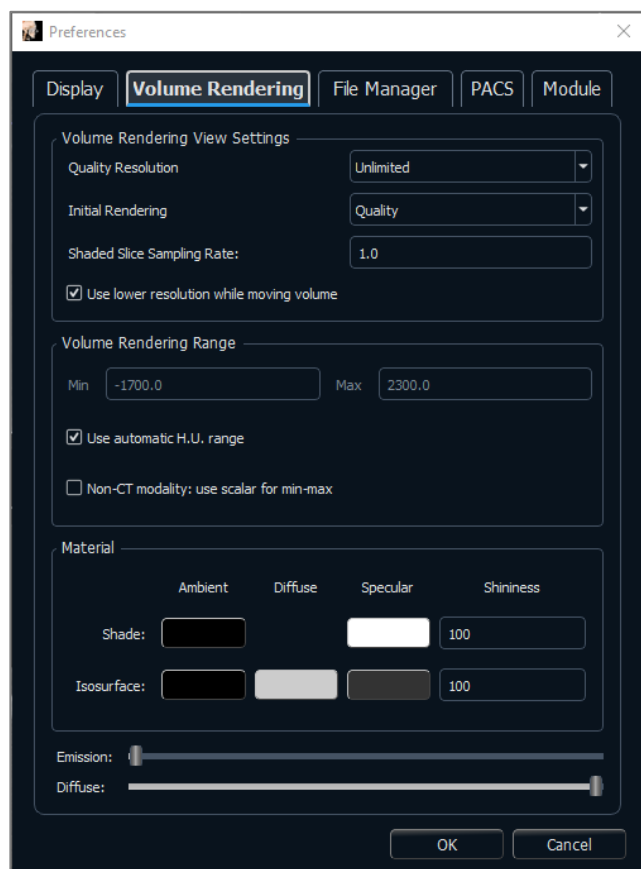 Preferences
Display Volume Rendering File Manager PACS Module
Volume Rendering View Settings
Quality Resolution Unlimited
Initial Rendering Quality
Shaded Slice Sampling Rate: 1.0
Use lower resolution while moving volume
Volume Rendering Range
Min -1700.0 Max 2300.0
Use automatic H.U. range
Non-CT modality: use scalar for min-max
Material
Ambient Diffuse Specular Shininess
Shade: 100
Isosurface: 100
Emission:
Diffuse:
OK Cancel